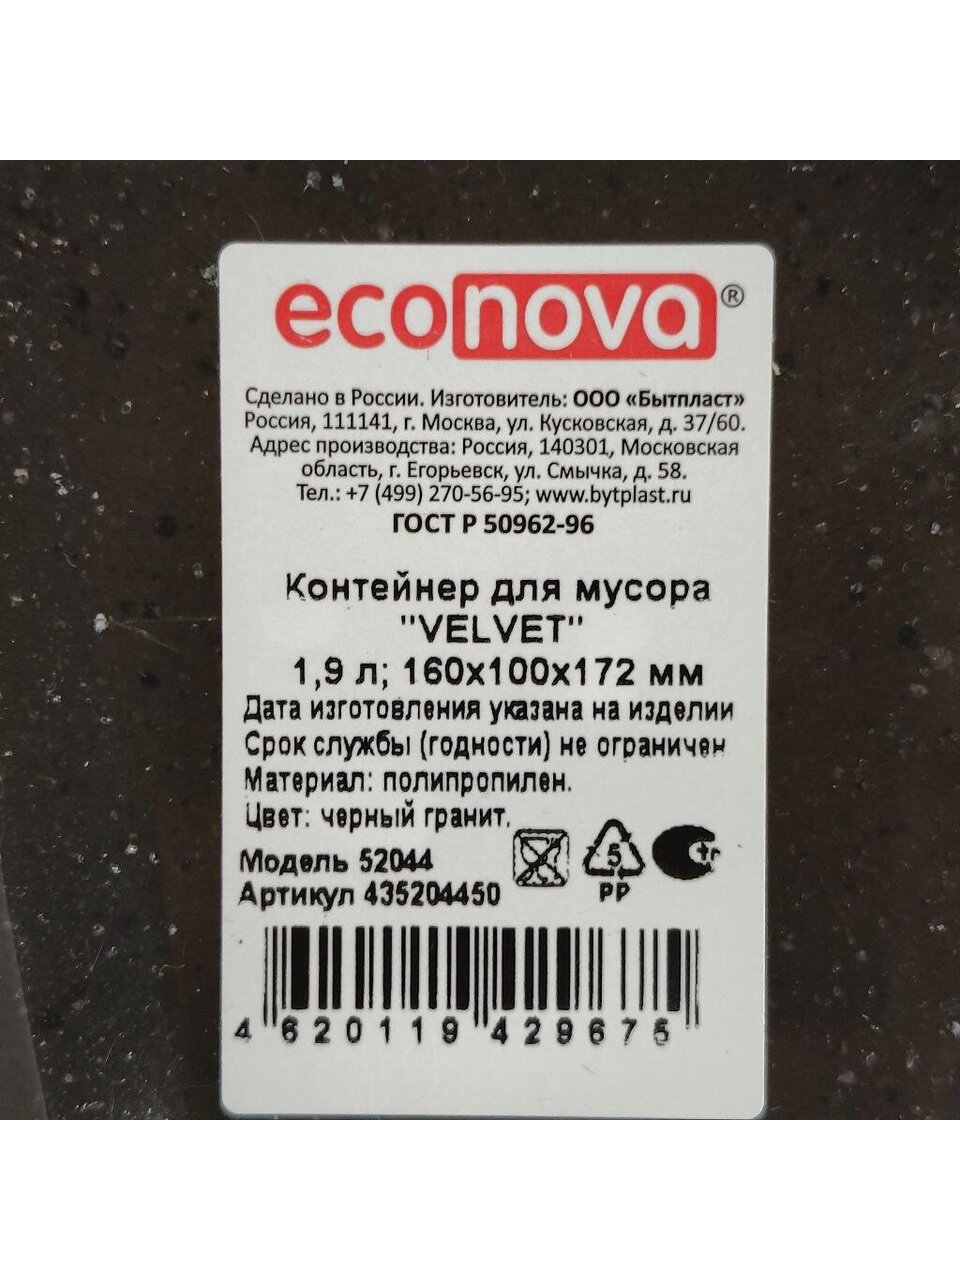 econova®
Сделано в России. Изготовитель: ООО «Бытпласт»
Россия, 111141, г. Москва, ул. Кусковская, д. 37/60.
Адрес производства: Россия, 140301, Московская
область, г. Егорьевск, ул. Смычка, д. 58.
Тел.: +7 (499) 270-56-95; www.bytplast.ru
ГОСТ Р 50962-96
Контейнер для мусора
"VELVET"
1,9 л; 160х100х172 мм
Дата изготовления указана на изделии
Срок службы (годности) не ограничен
Материал: полипропилен.
Цвет: черный гранит.
Модель 52044
Артикул 435204450
5
PP
тг
4 620119 429675